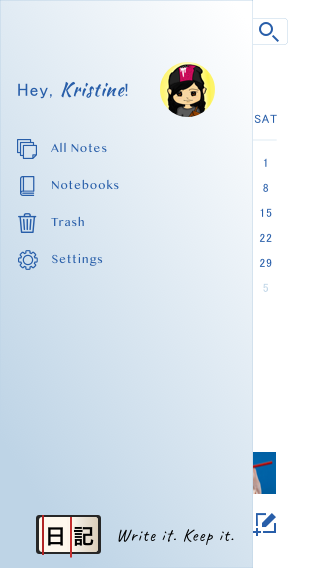 Hey, Kristine!
SAT
All Notes
1
Notebooks
8
15
Trash
22
Settings
29
5
日記
Write it. Keep it.